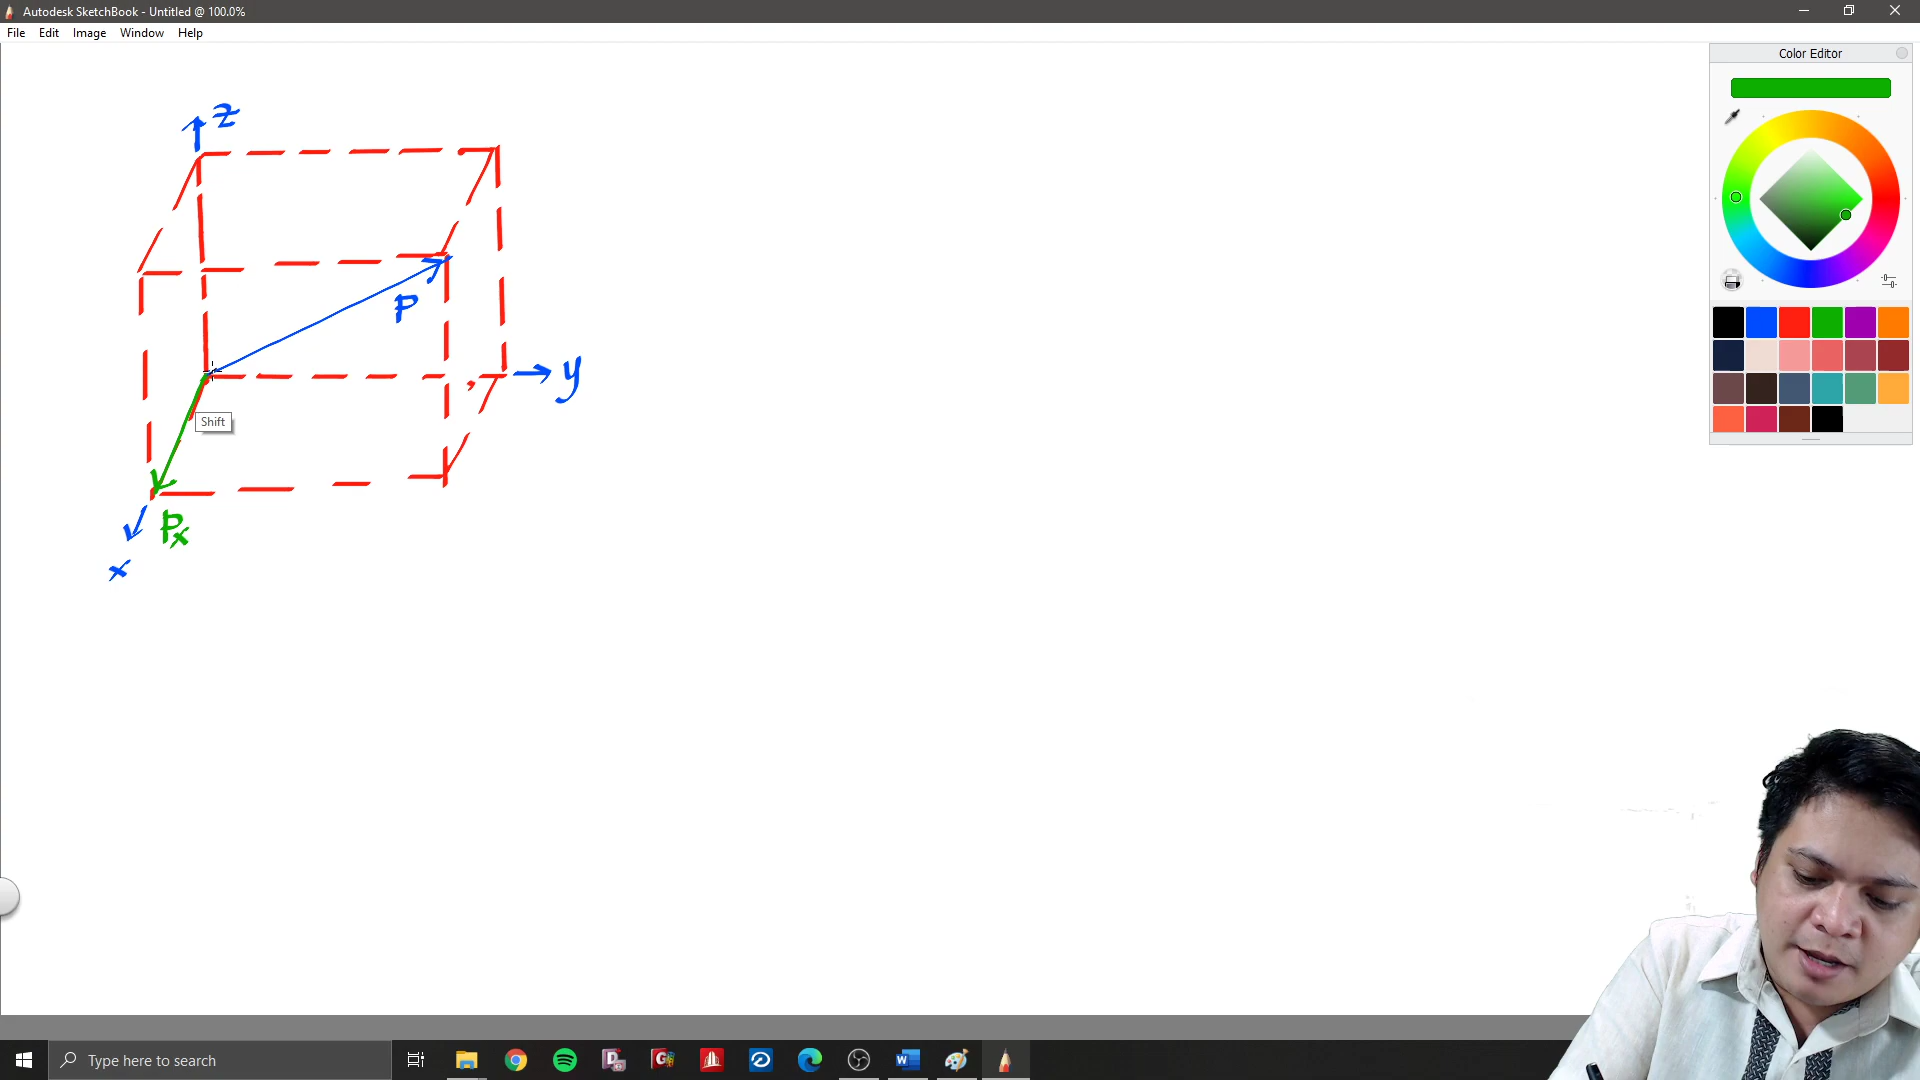 Autodesk SketchBook - Untitled @ 100.0%
File Edit Image Window Help
Color Editor
z
P
y
Shift
Px
x
Type here to search